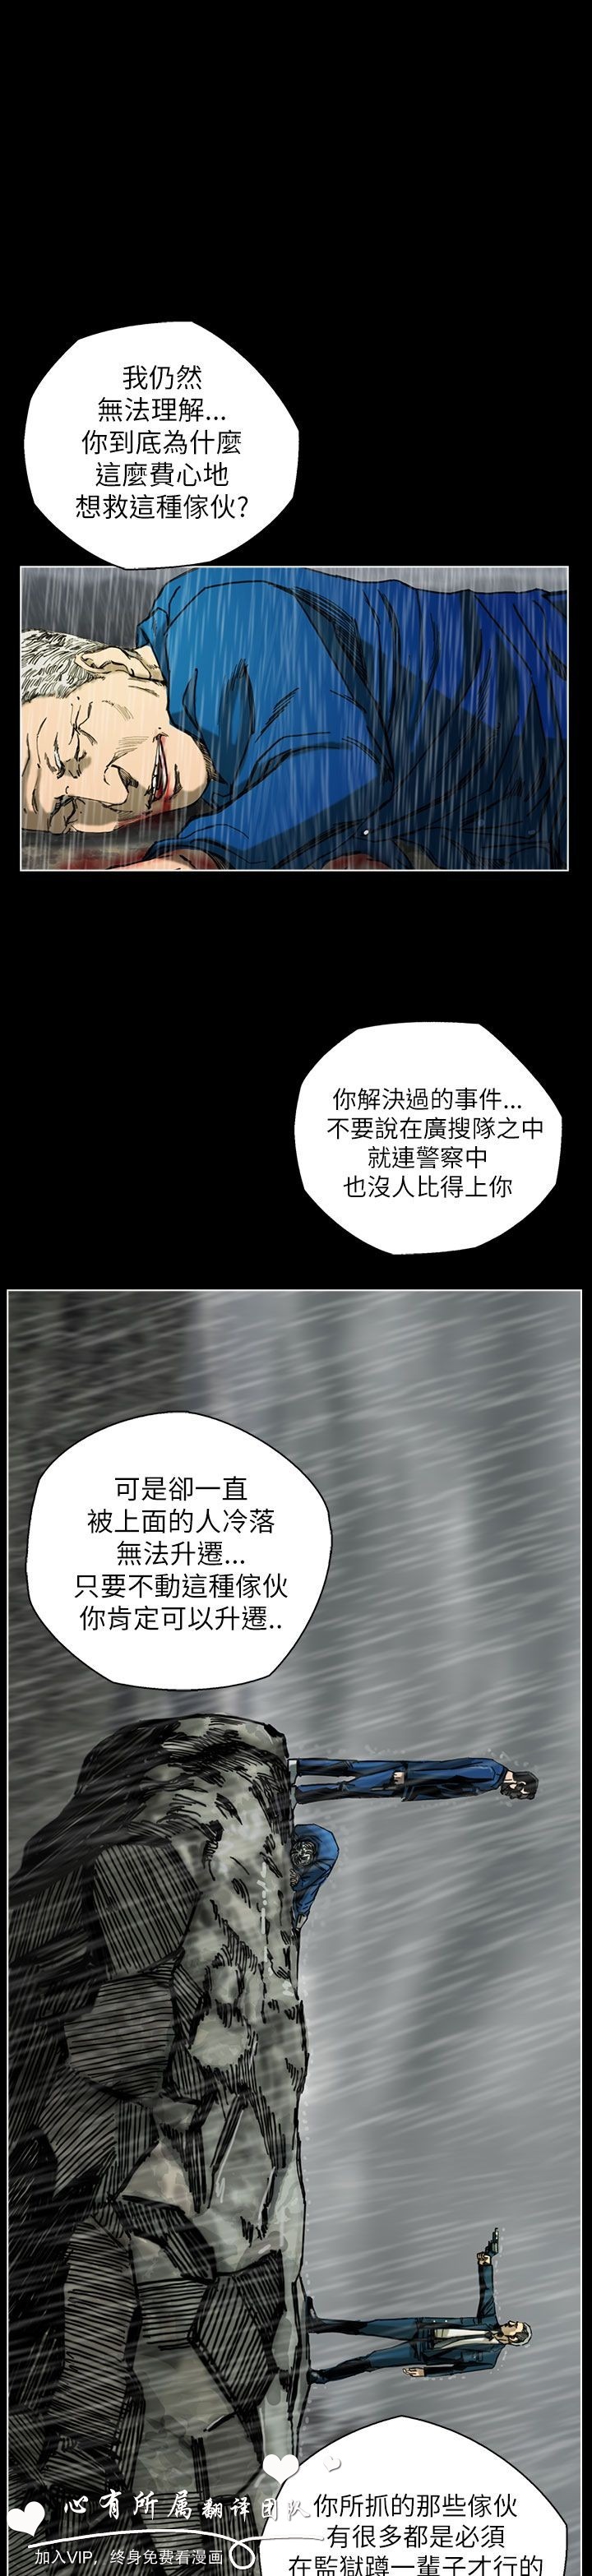 我仍然
無法理解...
你到底為什麼
這麼費心地
想救這種傢伙?
你解決過的事件...
不要說在廣搜隊之中
就連警察中
也沒人比得上你
可是卻一直
被上面的人冷落
無法升遷...
只要不動這種傢伙
你肯定可以升遷..
你所抓的那些傢伙
有很多都是必須
在監獄蹲一輩子才行的
心有所属翻译团队
加入VIP，终身免费看漫画